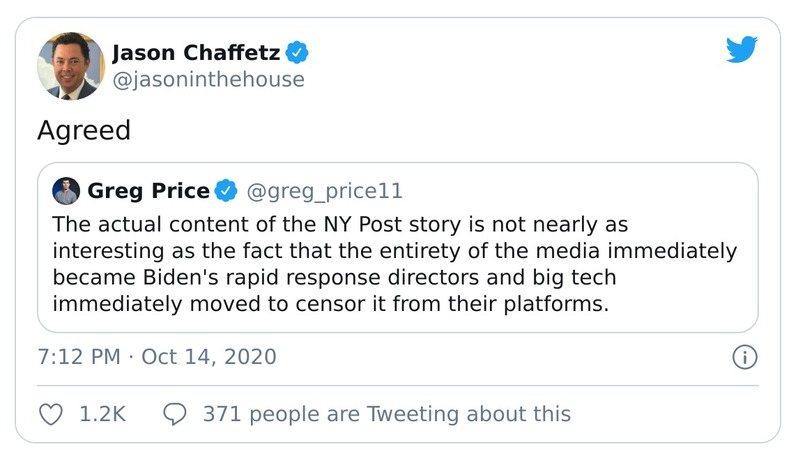 Jason Chaffetz
@jasoninthehouse
Agreed
Greg Price @greg_price11
The actual content of the NY Post story is not nearly as
interesting as the fact that the entirety of the media immediately
became Biden's rapid response directors and big tech
immediately moved to censor it from their platforms.
7:12 PM · Oct 14, 2020
1.2K 371 people are Tweeting about this